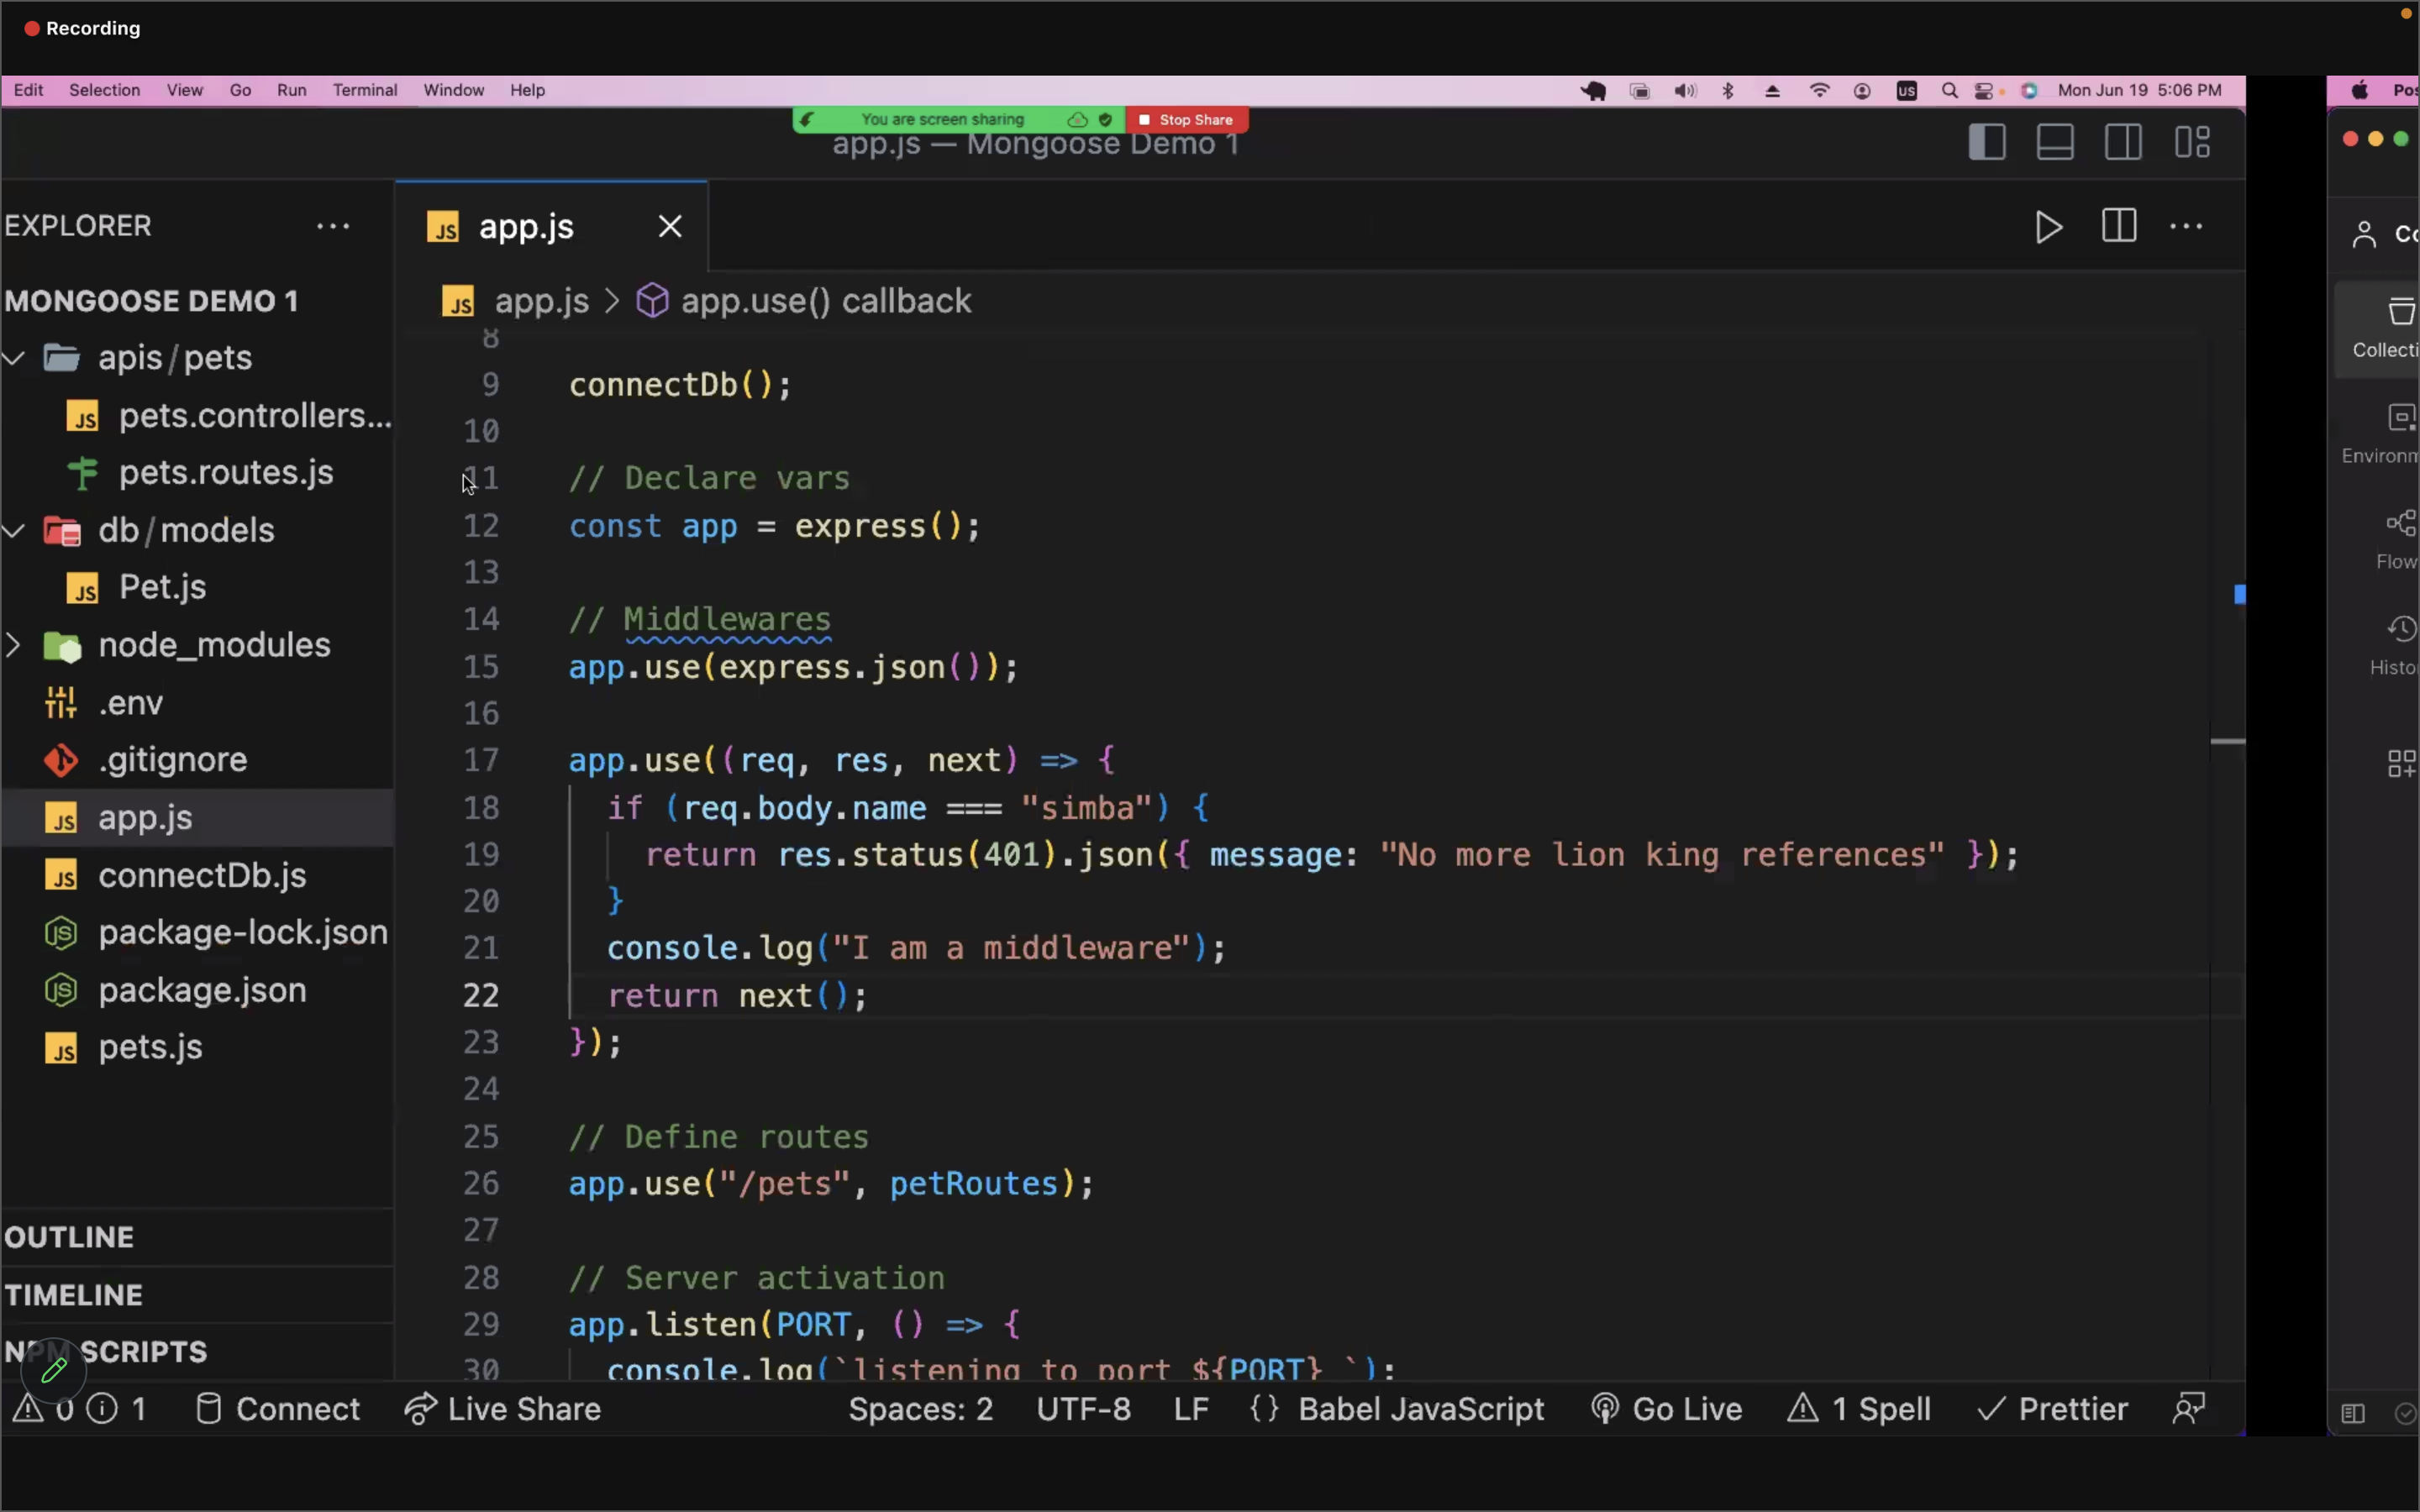 Recording
Edit Selection View Go Run Terminal Window Help US Mon Jun 19 5:06 PM
You are screen sharing Stop Share
app.js — Mongoose Demo 1
EXPLORER ...
MONGOOSE DEMO 1
apis/pets
pets.controllers...
pets.routes.js
db/models
Pet.js
node_modules
.env
.gitignore
app.js
connectDb.js
package-lock.json
package.json
pets.js
OUTLINE
TIMELINE
NPM SCRIPTS
JS app.js
JS app.js > app.use() callback
8
9 connectDb();
10
11 // Declare vars
12 const app = express();
13
14 // Middlewares
15 app.use(express.json());
16
17 app.use((req, res, next) => {
18 if (req.body.name === "simba") {
19 return res.status(401).json({ message: "No more lion king references" });
20 }
21 console.log("I am a middleware");
22 return next();
23 });
24
25 // Define routes
26 app.use("/pets", petRoutes);
27
28 // Server activation
29 app.listen(PORT, () => {
30 console.log(`listening to port ${PORT} `);
0 1 Connect Live Share Spaces: 2 UTF-8 LF {} Babel JavaScript Go Live 1 Spell Prettier
Pos
Co
Collecti
Environm
Flow
Histo